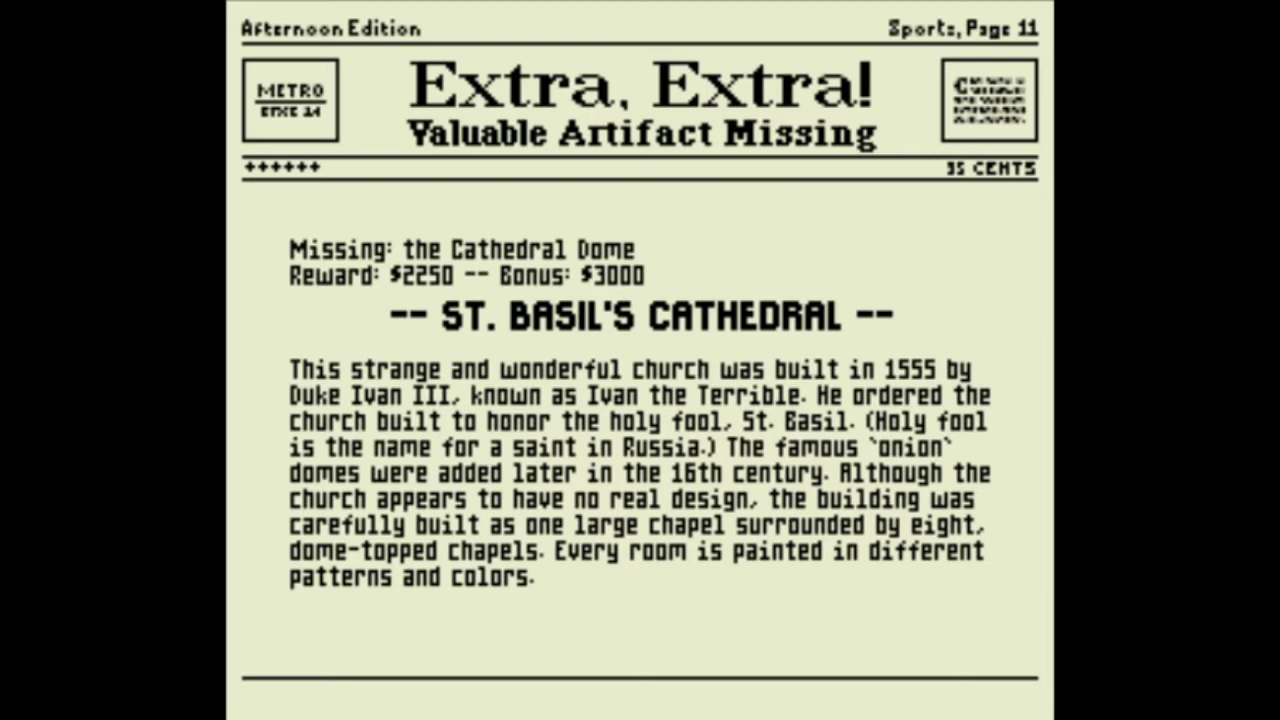 Afternoon Edition
Sports, Page 11
METRO
Extra, Extra!
Valuable Artifact Missing
++++++
35 CENTS
Missing: the Cathedral Dome
Reward: $2250 -- Bonus: $3000
-- ST. BASIL'S CATHEDRAL --
This strange and wonderful church was built in 1555 by
Duke Ivan III, known as Ivan the Terrible. He ordered the
church built to honor the holy fool, St. Basil. (Holy fool
is the name for a saint in Russia.) The famous `onion`
domes were added later in the 16th century. Although the
church appears to have no real design, the building was
carefully built as one large chapel surrounded by eight,
dome-topped chapels. Every room is painted in different
patterns and colors.